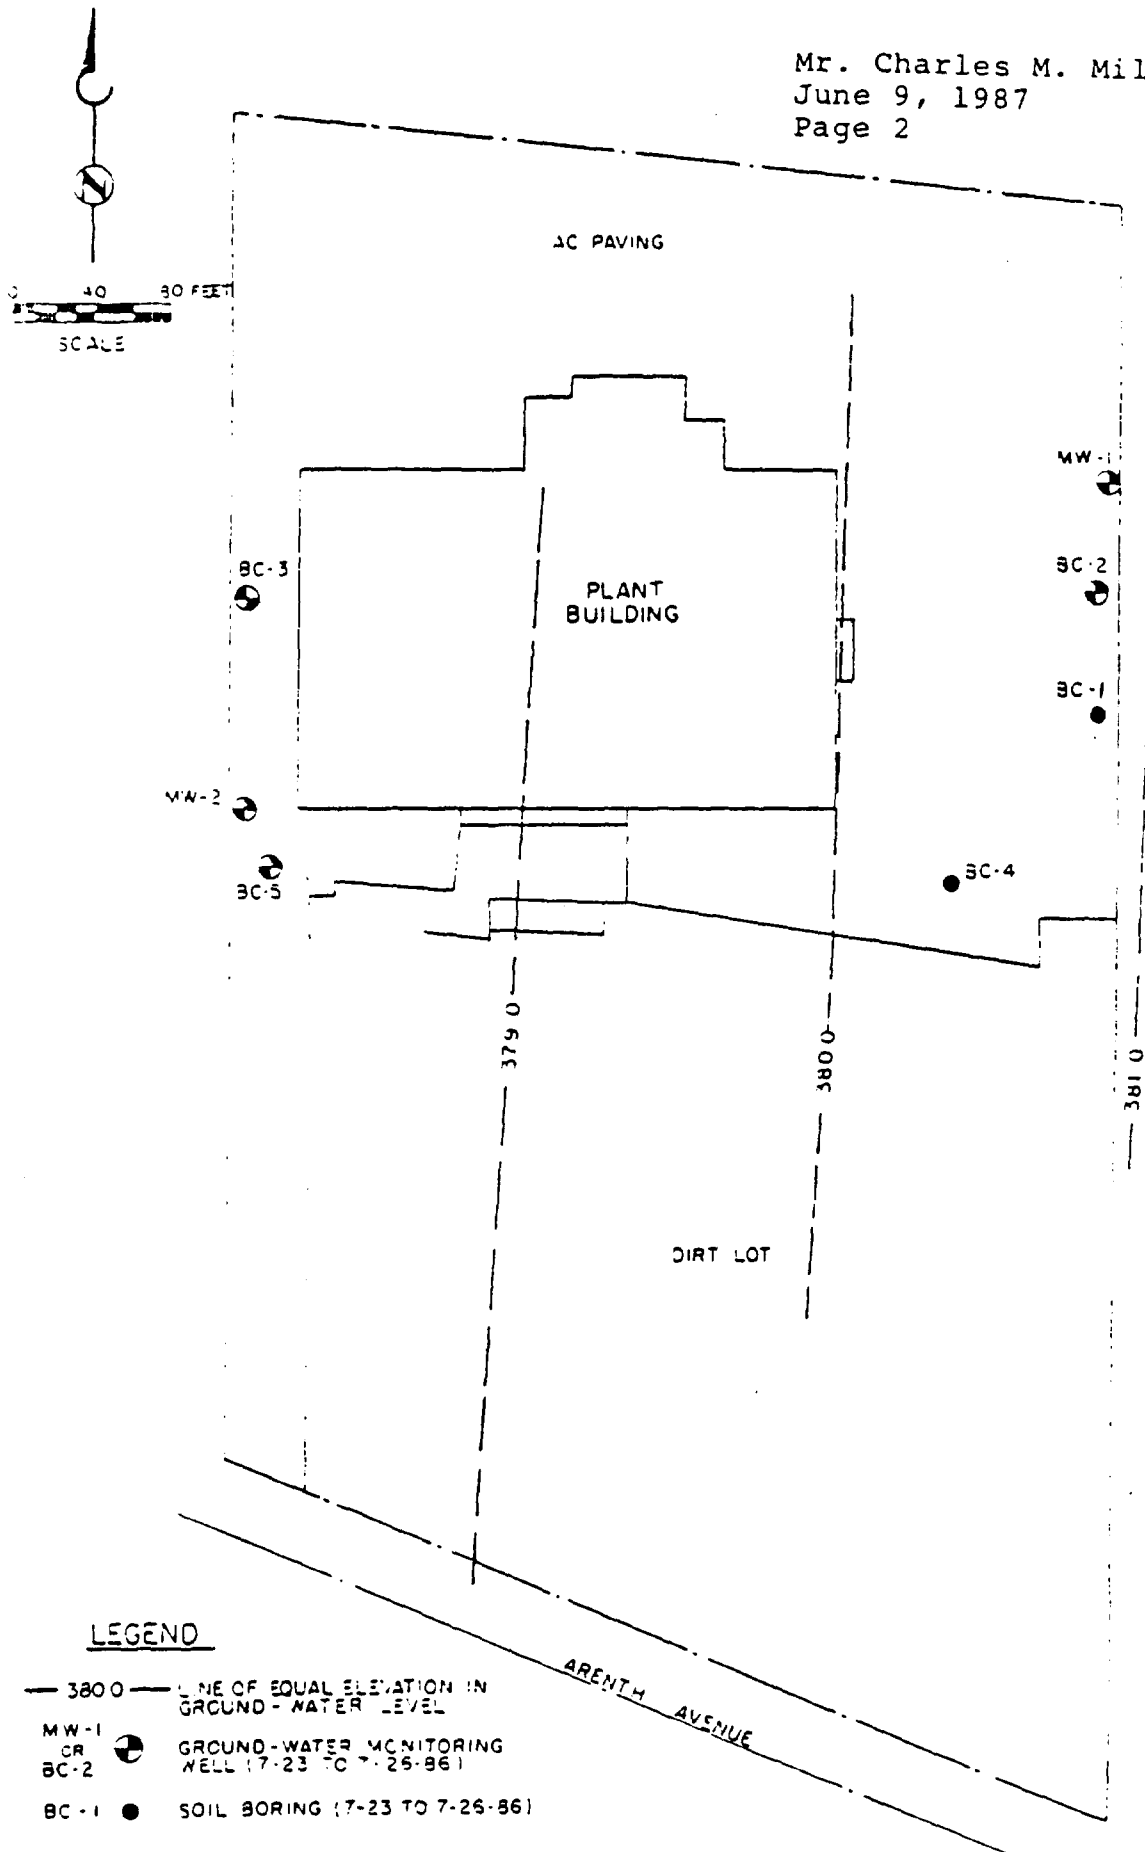 Mr. Charles M. Mil
June 9, 1987
Page 2
N
0 40 80 FEET
SCALE
AC PAVING
MW-1
BC-3
BC-2
PLANT
BUILDING
BC-1
MW-2
BC-5
BC-4
379 0
380 0
381 0
DIRT LOT
ARENTH
AVENUE
LEGEND
380 0 LINE OF EQUAL ELEVATION IN
GROUND-WATER LEVEL
MW-1
OR
BC-2
GROUND-WATER MONITORING
WELL (7-23 TO 7-25-86)
BC-1 SOIL BORING (7-23 TO 7-25-86)